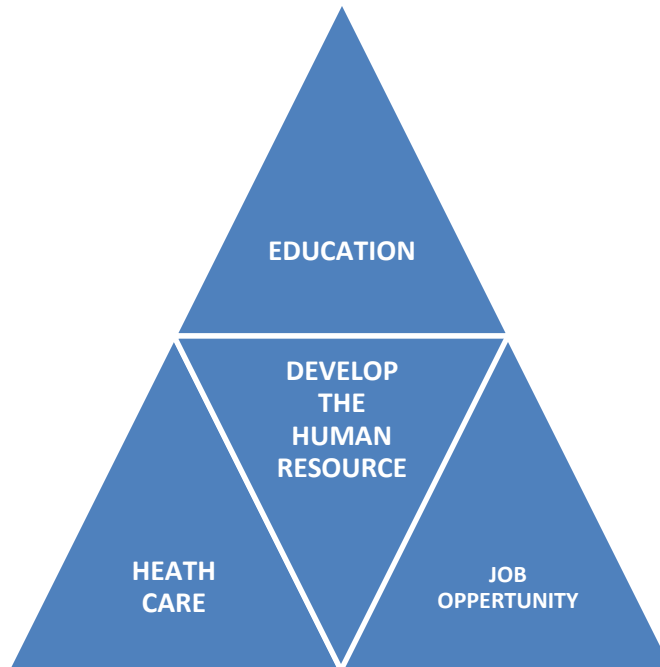 EDUCATION
DEVELOP
THE
HUMAN
RESOURCE
HEATH
CARE
JOB
OPPERTUNITY